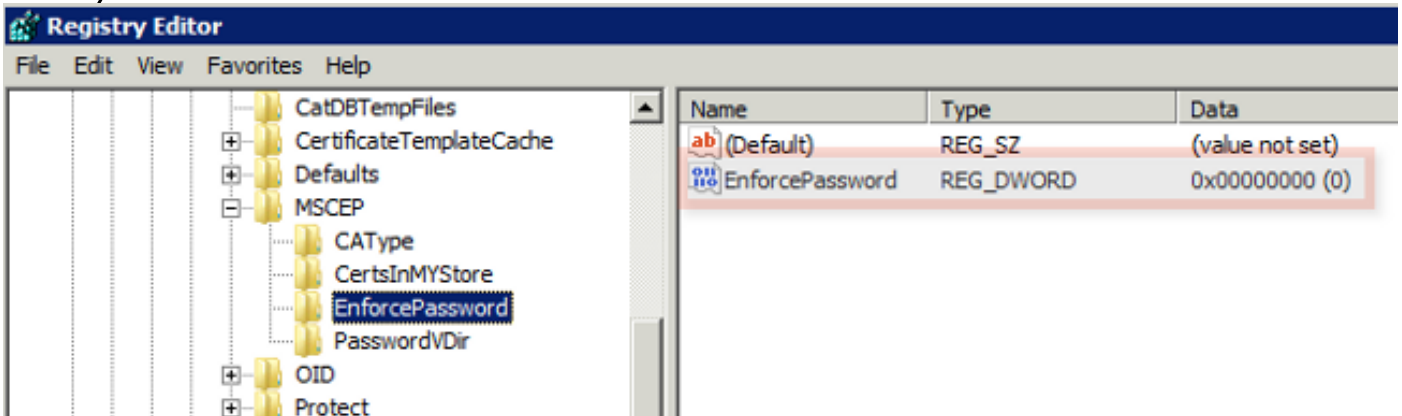 Registry Editor
File Edit View Favorites Help
CatDBTempFiles
CertificateTemplateCache
Defaults
MSCEP
CAType
CertsInMYStore
EnforcePassword
PasswordVDir
OID
Protect
Name Type Data
(Default) REG_SZ (value not set)
EnforcePassword REG_DWORD 0x00000000 (0)